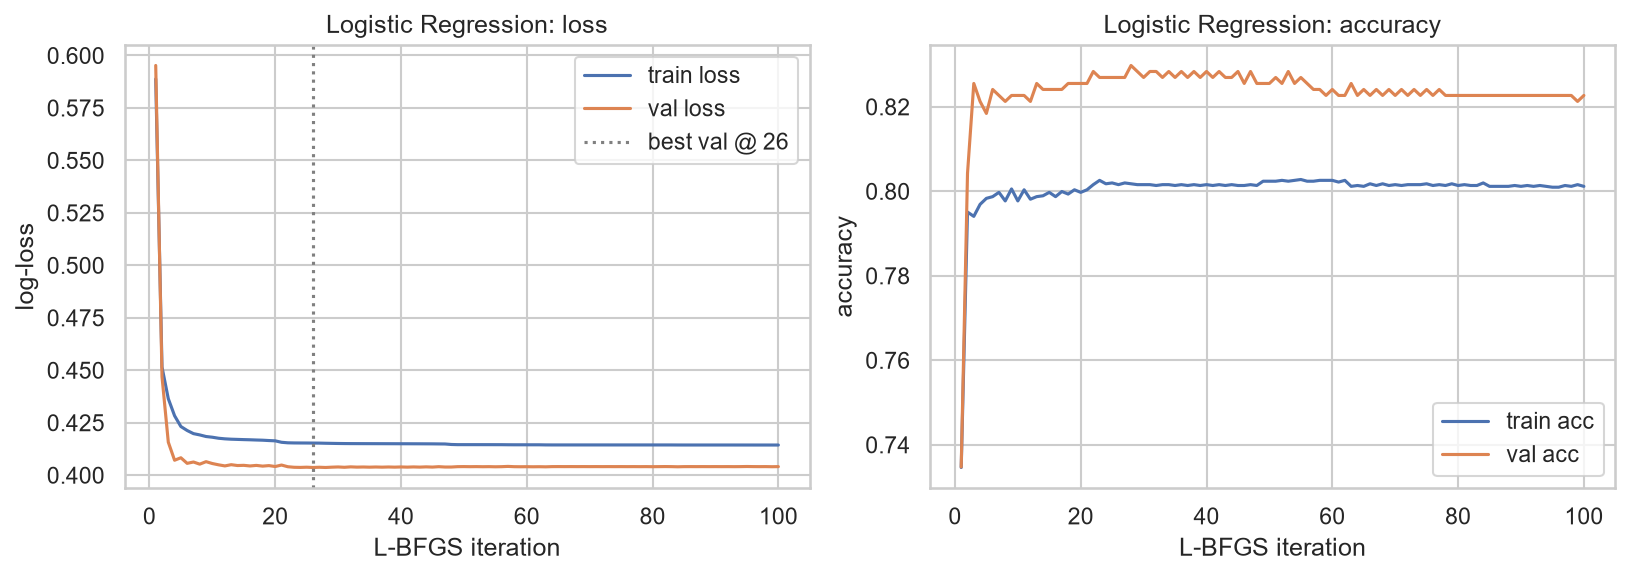 Logistic Regression: loss
0.600
0.575
0.550
0.525
0.500
0.475
0.450
0.425
0.400
log-loss
train loss
val loss
best val @ 26
0 20 40 60 80 100
L-BFGS iteration
Logistic Regression: accuracy
0.82
0.80
0.78
0.76
0.74
accuracy
train acc
val acc
0 20 40 60 80 100
L-BFGS iteration